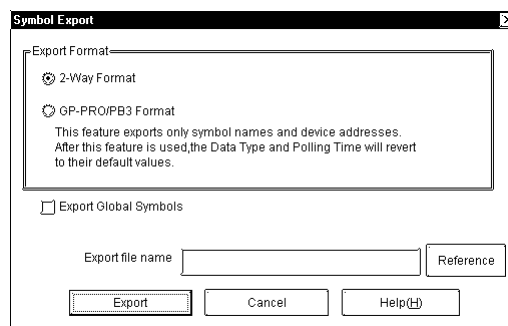 Symbol Export
Export Format
2-Way Format
GP-PRO/PB3 Format
This feature exports only symbol names and device addresses.
After this feature is used,the Data Type and Polling Time will revert
to their default values.
Export Global Symbols
Export file name
Reference
Export
Cancel
Help(H)